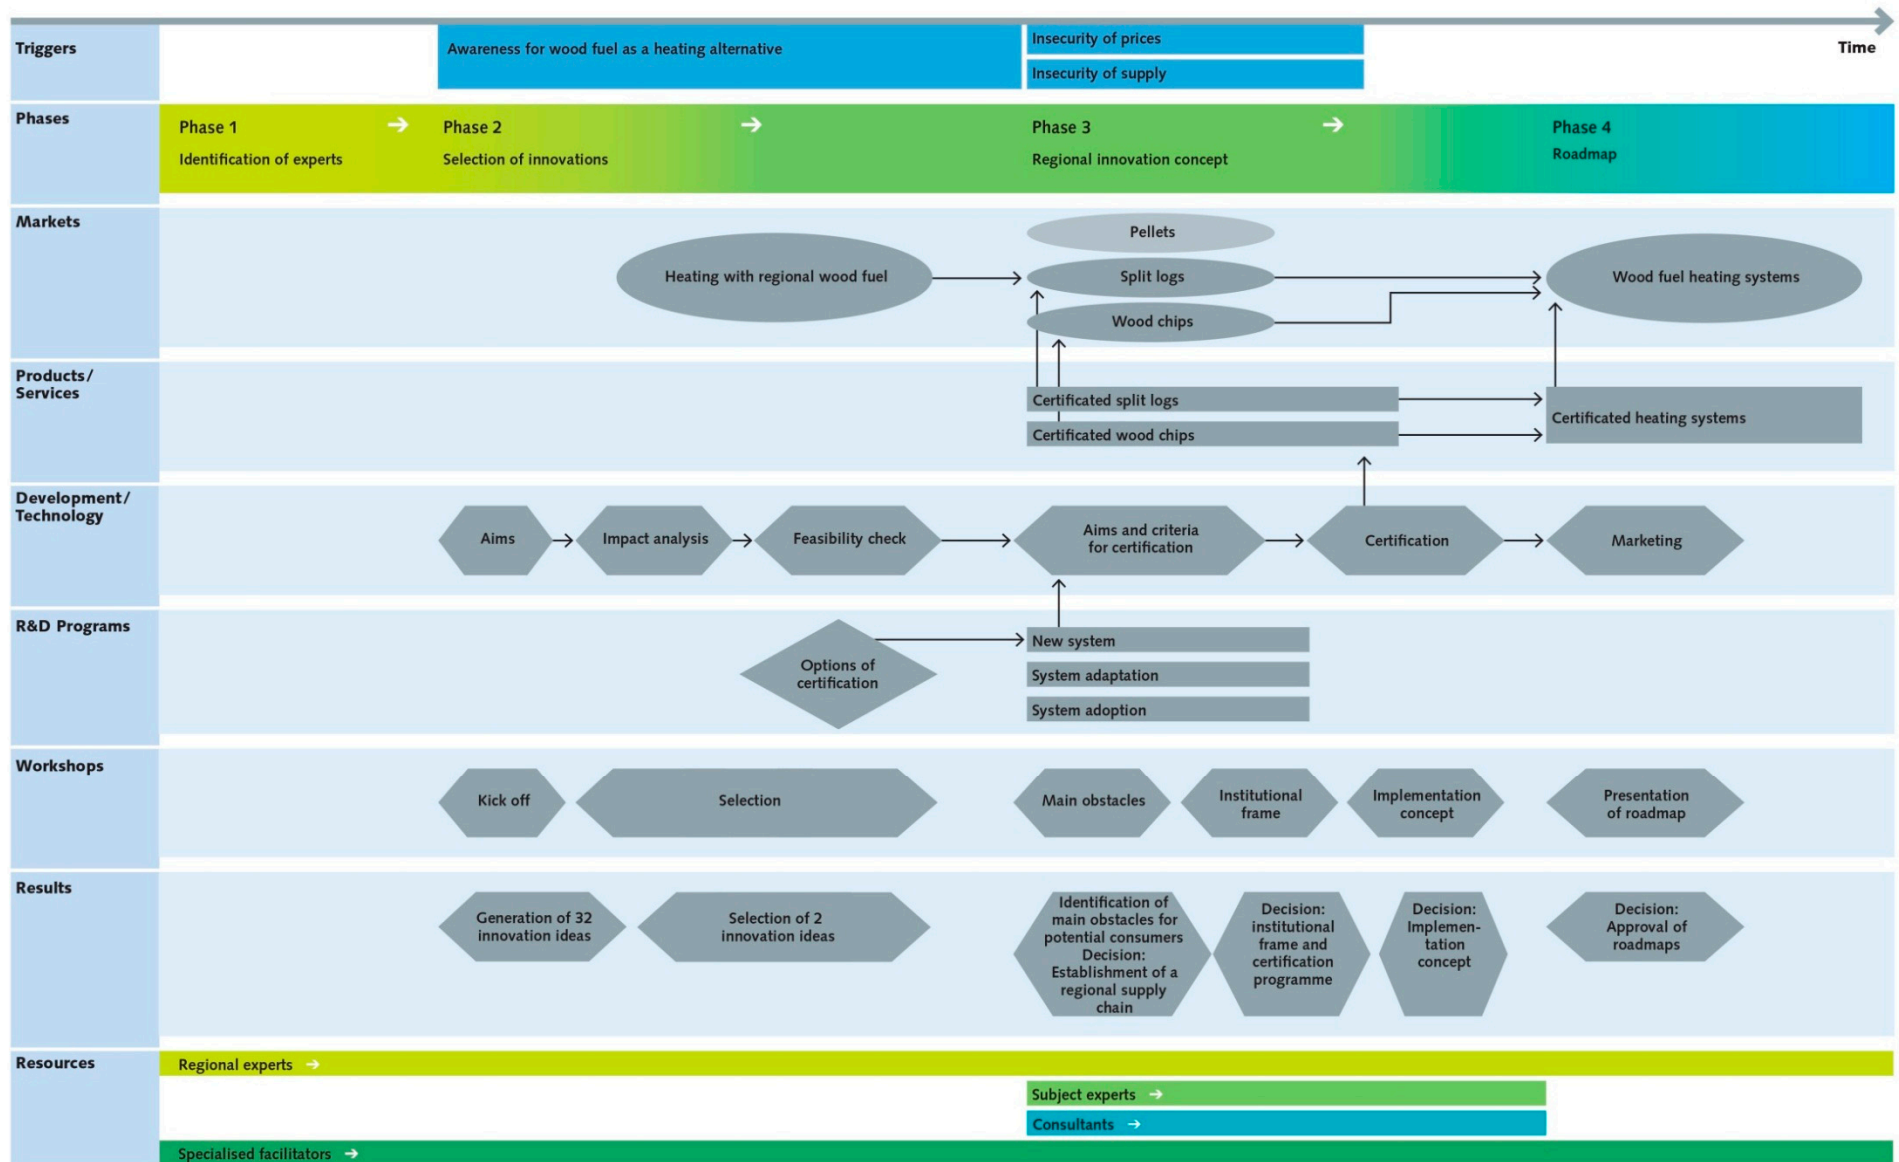 Triggers
Awareness for wood fuel as a heating alternative
Insecurity of prices
Insecurity of supply
Time
Phases
Phase 1
Identification of experts
Phase 2
Selection of innovations
Phase 3
Regional innovation concept
Phase 4
Roadmap
Markets
Heating with regional wood fuel
Pellets
Split logs
Wood chips
Wood fuel heating systems
Products/
Services
Certificated split logs
Certificated wood chips
Certificated heating systems
Development/
Technology
Aims
Impact analysis
Feasibility check
Aims and criteria
for certification
Certification
Marketing
R&D Programs
Options of
certification
New system
System adaptation
System adoption
Workshops
Kick off
Selection
Main obstacles
Institutional
frame
Implementation
concept
Presentation
of roadmap
Results
Generation of 32
innovation ideas
Selection of 2
innovation ideas
Identification of
main obstacles for
potential consumers
Decision:
Establishment of a
regional supply
chain
Decision:
institutional
frame and
certification
programme
Decision:
Implemen-
tation
concept
Decision:
Approval of
roadmaps
Resources
Regional experts
Subject experts
Consultants
Specialised facilitators